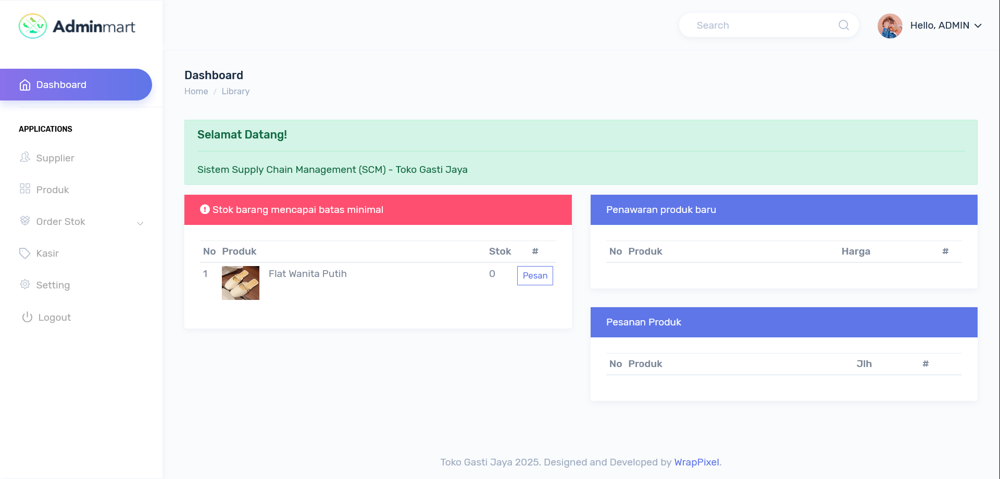 Adminmart
Search
Hello, ADMIN
Dashboard
APPLICATIONS
Supplier
Produk
Order Stok
Kasir
Setting
Logout
Dashboard
Home / Library
Selamat Datang!
Sistem Supply Chain Management (SCM) - Toko Gasti Jaya
Stok barang mencapai batas minimal
No Produk Stok #
1 Flat Wanita Putih 0 Pesan
Penawaran produk baru
No Produk Harga #
Pesanan Produk
No Produk Jlh #
Toko Gasti Jaya 2025. Designed and Developed by WrapPixel.